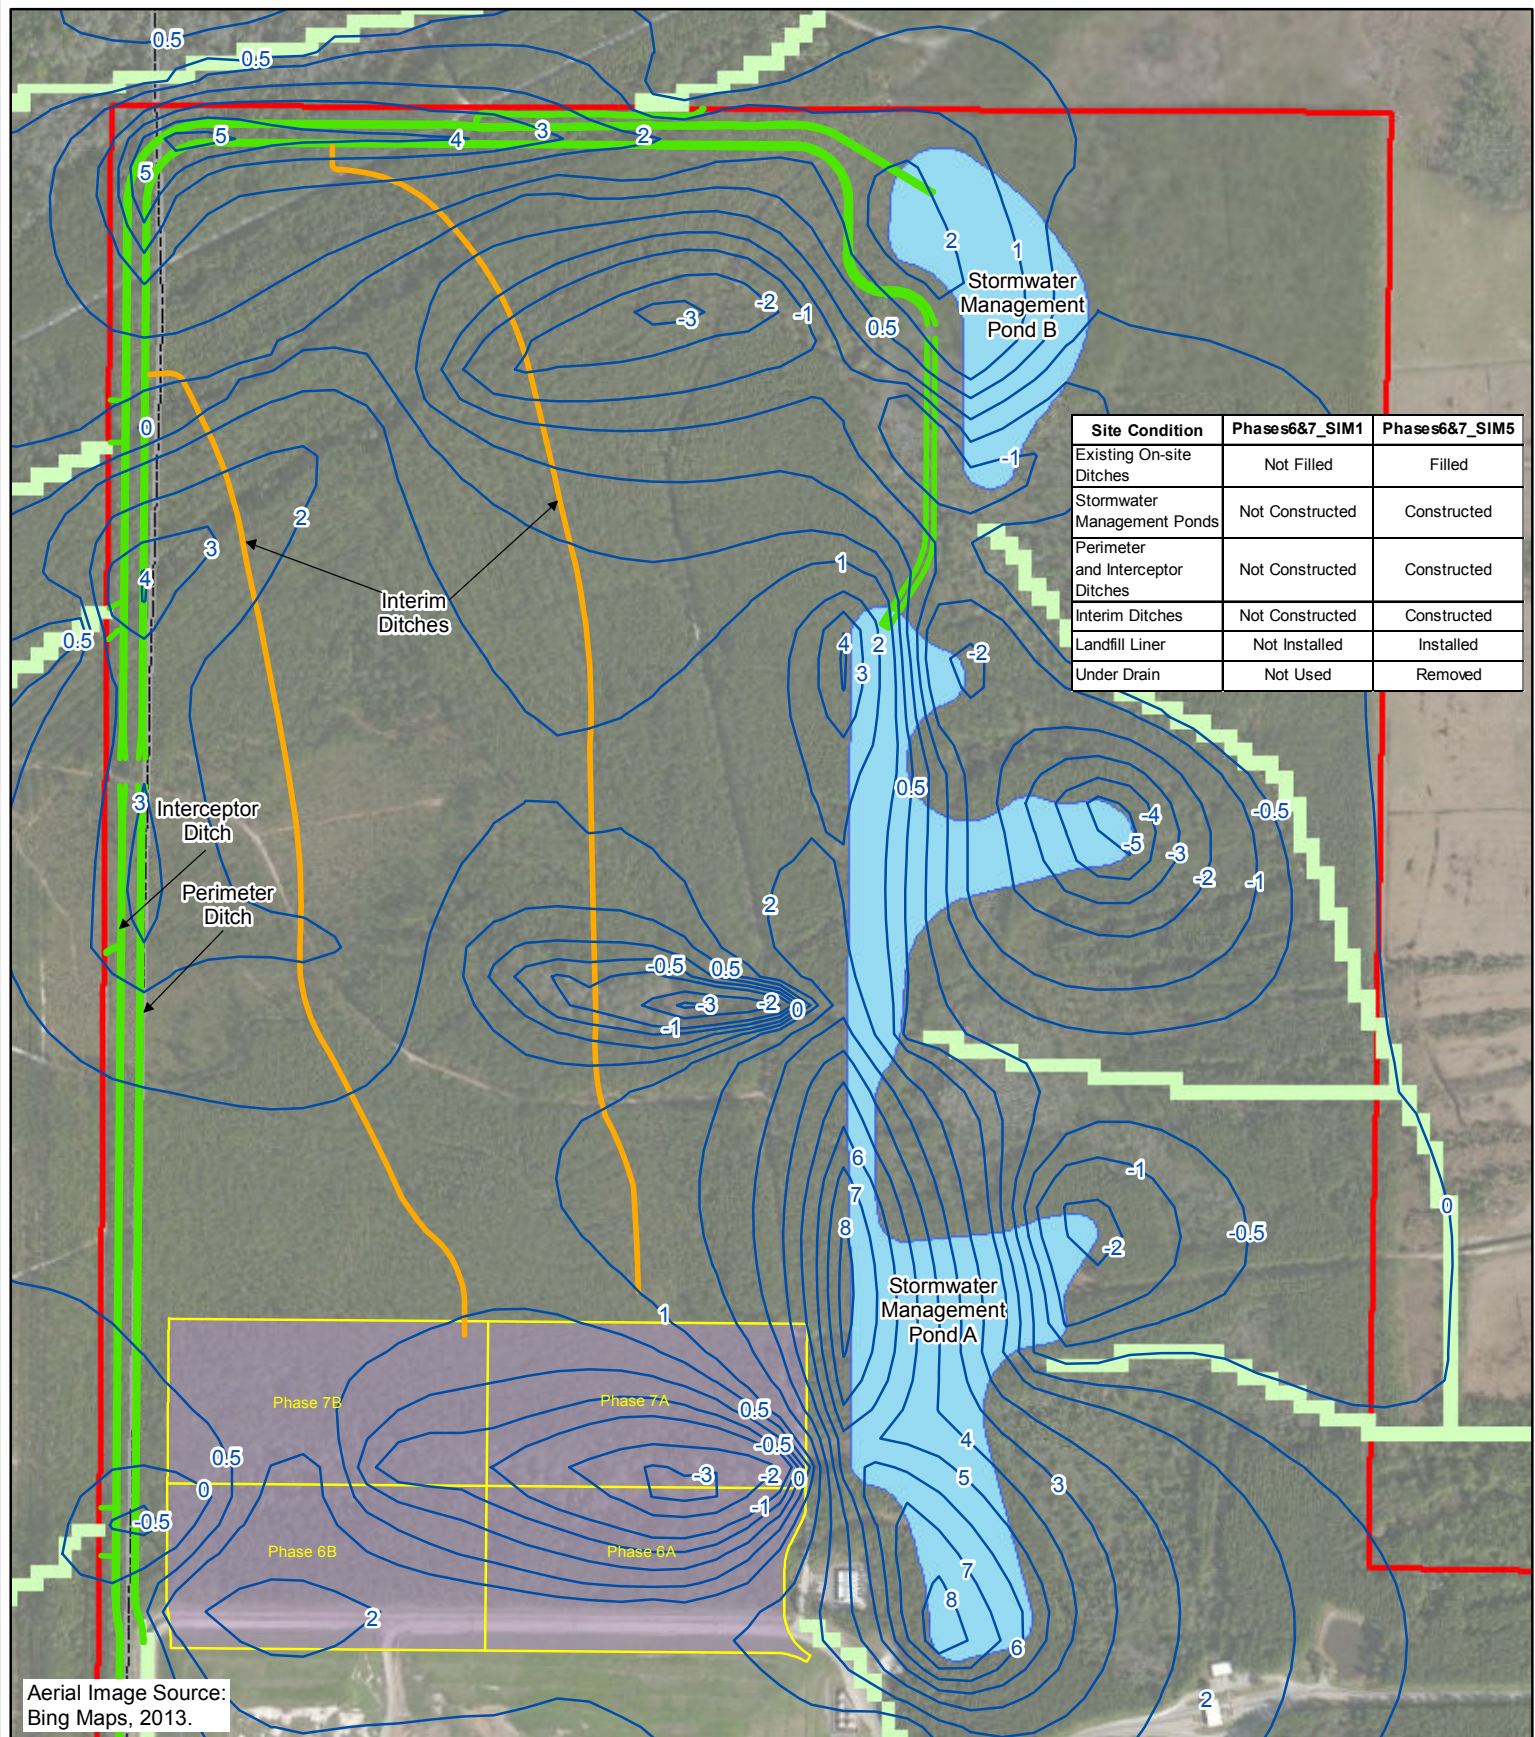 0.5
0.5
5
4
3
2
5
2
1
Stormwater
Management
Pond B
-2
-1
-3
0.5
0
-1
Site Condition Phases6&7_SIM1 Phases6&7_SIM5
Existing On-site
Ditches Not Filled Filled
Stormwater
Management Ponds Not Constructed Constructed
Perimeter
and Interceptor
Ditches Not Constructed Constructed
Interim Ditches Not Constructed Constructed
Landfill Liner Not Installed Installed
Under Drain Not Used Removed
2
3
4
1
Interim
Ditches
0.5
4
2
3
-2
0.5
3
Interceptor
Ditch
Perimeter
Ditch
-4
-5
-3
-2
-1
-0.5
2
-0.5
0.5
-3
-2
0
-1
6
7
8
-1
-2
-0.5
0
Stormwater
Management
Pond A
1
Phase 7B
Phase 7A
0.5
-0.5
-3
-2
0
-1
0.5
0
-0.5
4
5
3
Phase 6B
Phase 6A
7
8
6
2
2
Aerial Image Source:
Bing Maps, 2013.